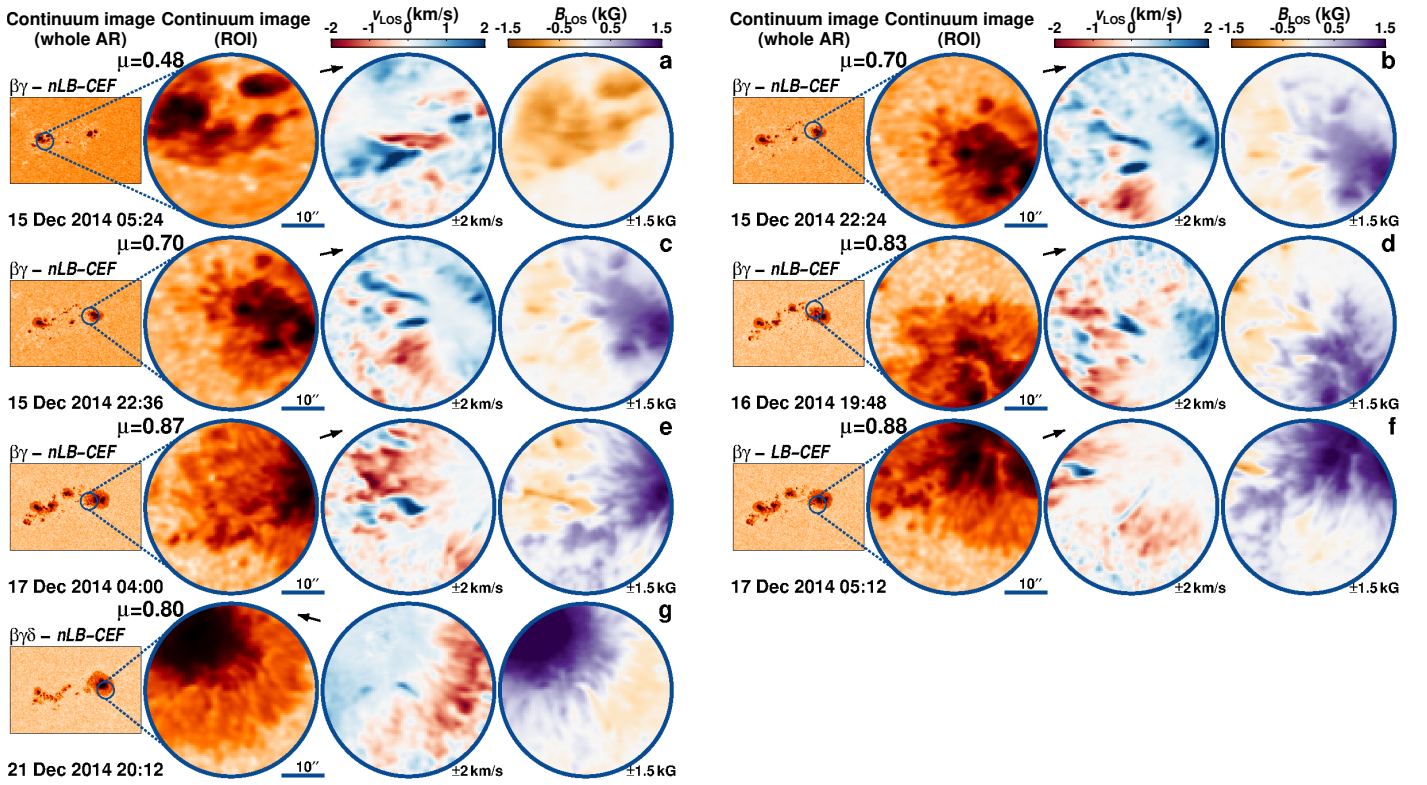 Continuum image (whole AR)
Continuum image (ROI)
vLOS (km/s)
-2 -1 0 1 2
BLOS (kG)
-1.5 0 1.5
Continuum image (whole AR)
Continuum image (ROI)
vLOS (km/s)
-2 -1 0 1 2
BLOS (kG)
-1.5 0 1.5
μ=0.48
a
βγ – nLB–CEF
15 Dec 2014 05:24
10″
±2 km/s
±1.5 kG
μ=0.70
b
βγ – nLB–CEF
15 Dec 2014 22:24
10″
±2 km/s
±1.5 kG
μ=0.70
c
βγ – nLB–CEF
15 Dec 2014 22:36
10″
±2 km/s
±1.5 kG
μ=0.83
d
βγ – nLB–CEF
16 Dec 2014 19:48
10″
±2 km/s
±1.5 kG
μ=0.87
e
βγ – nLB–CEF
17 Dec 2014 04:00
10″
±2 km/s
±1.5 kG
μ=0.88
f
βγ – LB–CEF
17 Dec 2014 05:12
10″
±2 km/s
±1.5 kG
μ=0.80
g
βγδ – nLB–CEF
21 Dec 2014 20:12
10″
±2 km/s
±1.5 kG